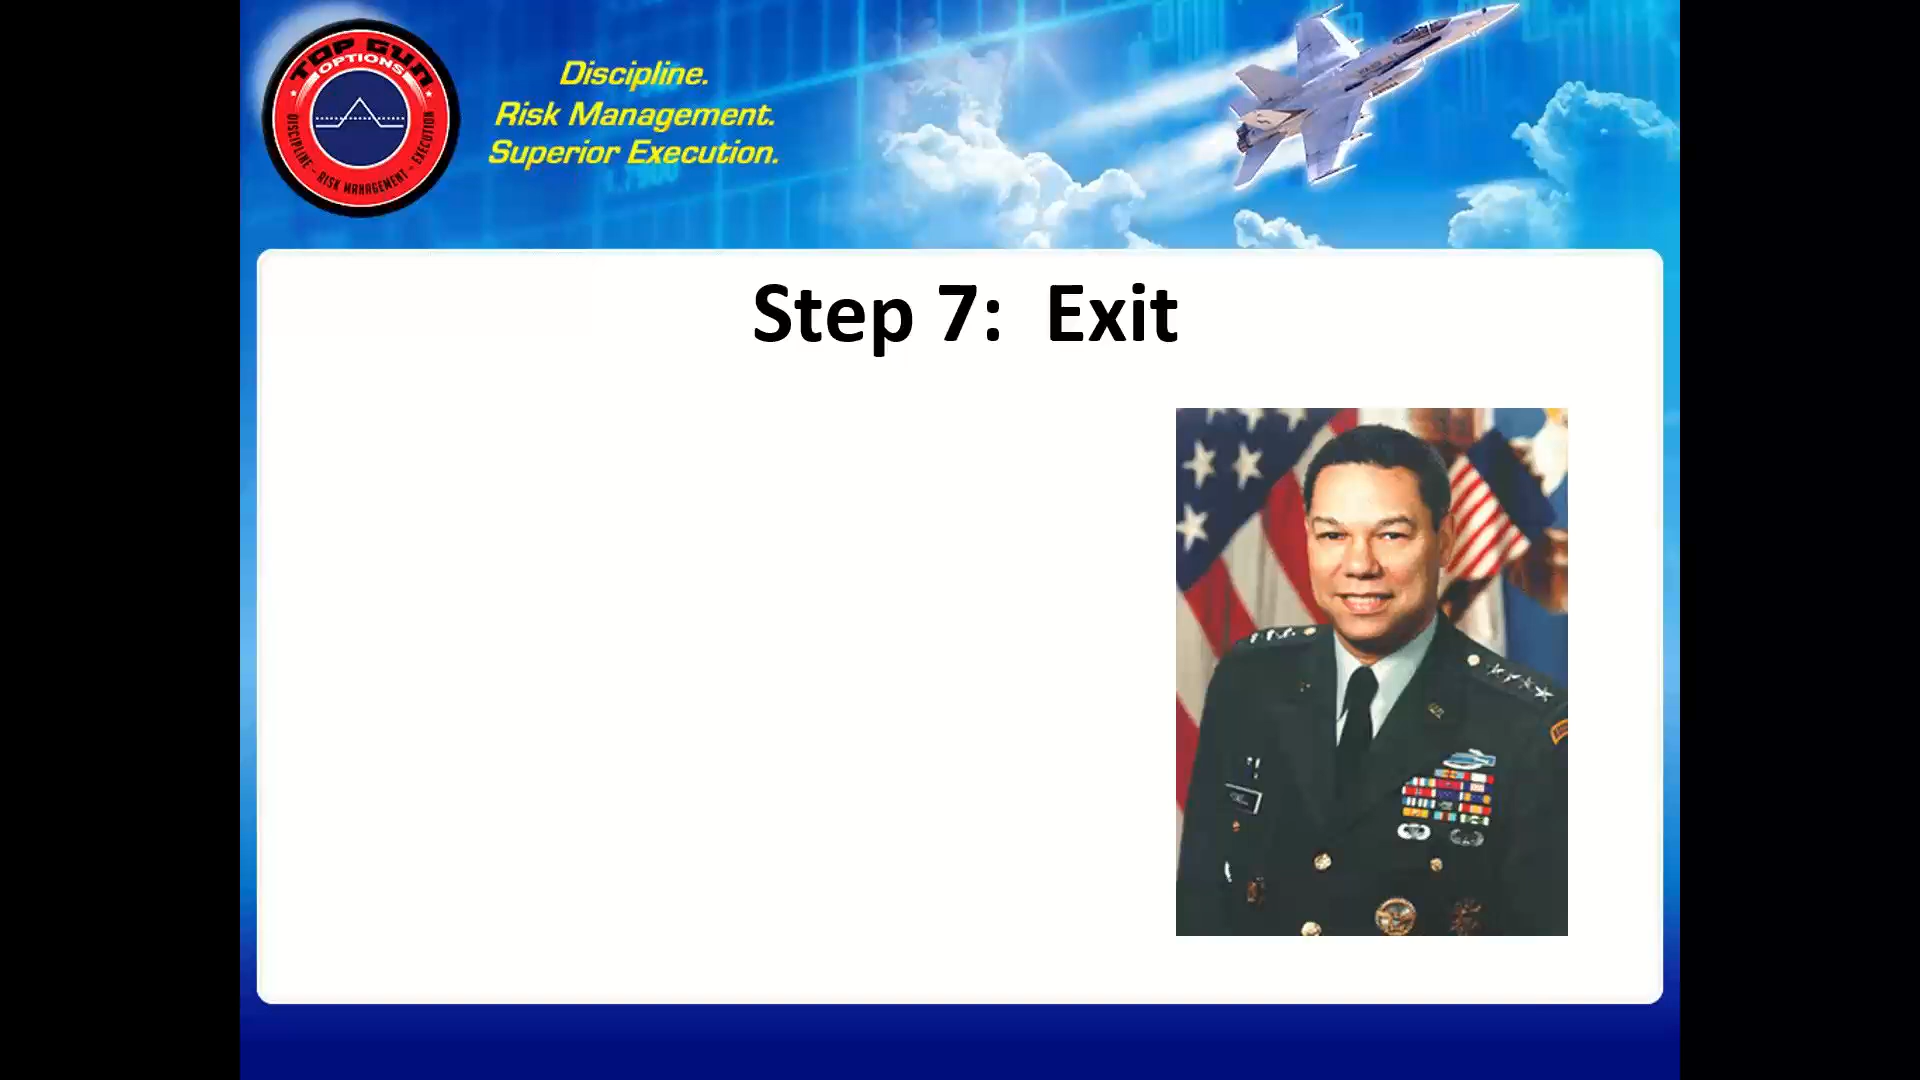 TOP GUN
OPTIONS
DISCIPLINE - RISK MANAGEMENT - EXECUTION
Discipline.
Risk Management.
Superior Execution.
Step 7: Exit